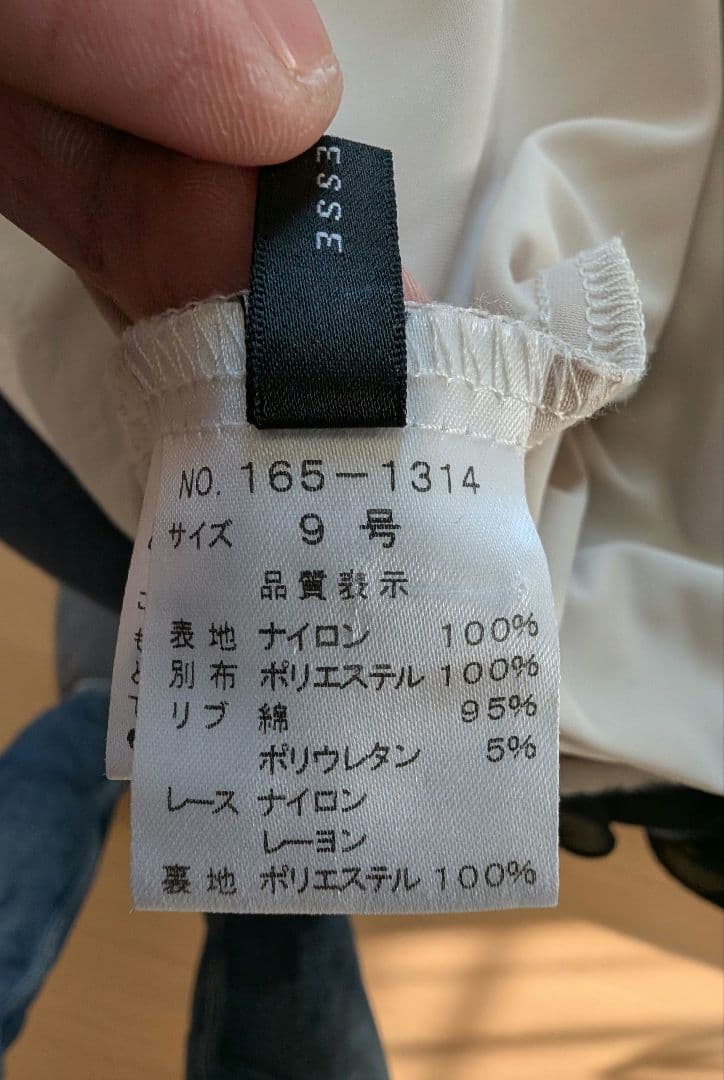 ESSE
NO. 165-1314
サイズ 9 号
品質表示
表地 ナイロン 100%
別布 ポリエステル 100%
リブ 綿 95%
ポリウレタン 5%
レース ナイロン
レーヨン
裏地 ポリエステル 100%